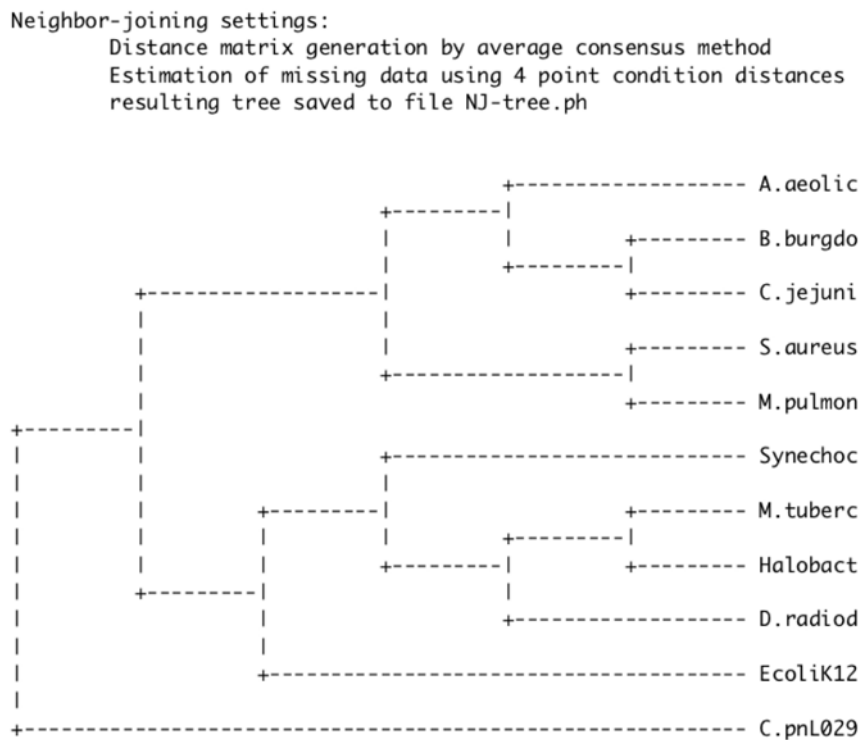 Neighbor-joining settings:
Distance matrix generation by average consensus method
Estimation of missing data using 4 point condition distances
resulting tree saved to file NJ-tree.ph
A.aeolic
B.burgdo
C.jejuni
S.aureus
M.pulmon
Synechoc
M.tuberc
Halobact
D.radiod
EcoliK12
C.pnL029